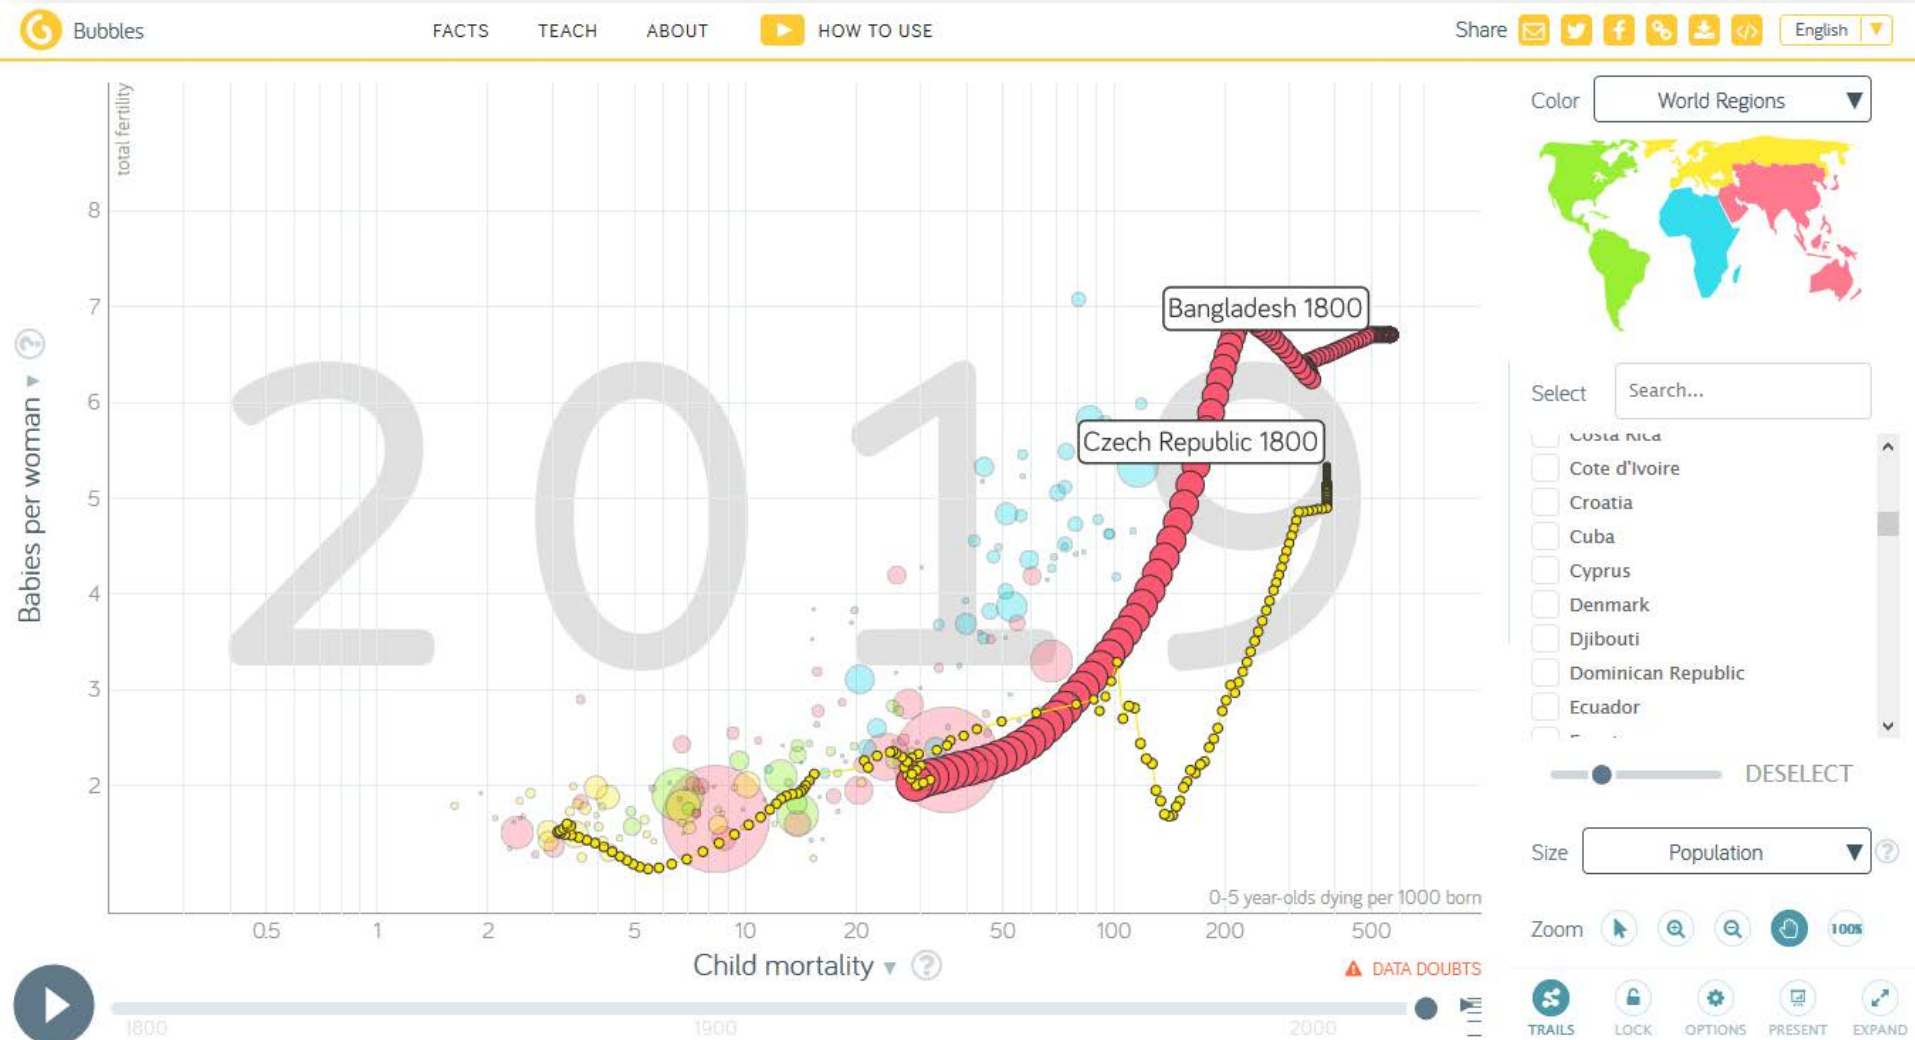 Bubbles
FACTS
TEACH
ABOUT
HOW TO USE
Share
English
total fertility
8
7
6
5
4
3
2
Babies per woman
?
2019
Bangladesh 1800
Czech Republic 1800
0-5 year-olds dying per 1000 born
0.5
1
2
5
10
20
50
100
200
500
Child mortality
?
DATA DOUBTS
1800
1900
2000
Color
World Regions
Select
Search...
Costa Rica
Cote d'Ivoire
Croatia
Cuba
Cyprus
Denmark
Djibouti
Dominican Republic
Ecuador
DESELECT
Size
Population
?
Zoom
100%
TRAILS
LOCK
OPTIONS
PRESENT
EXPAND